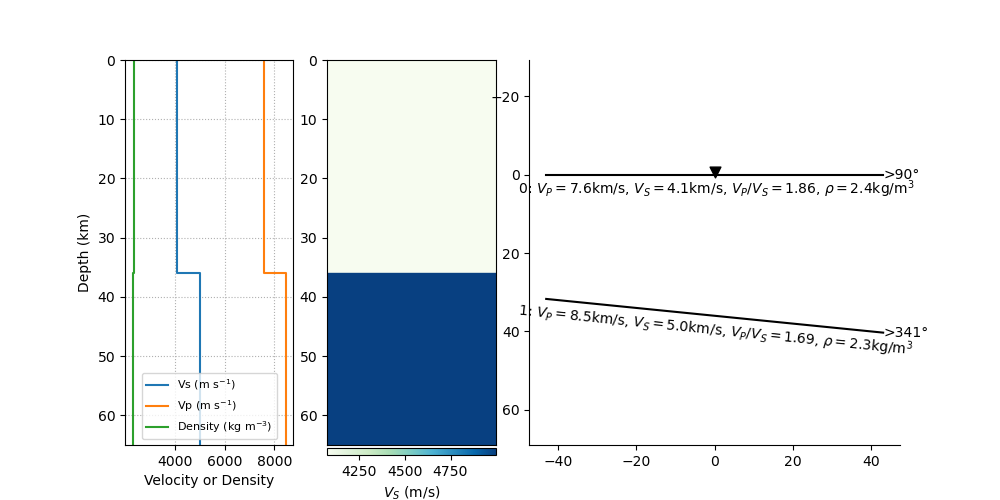 0
10
20
30
40
50
60
Depth (km)
4000 6000 8000
Velocity or Density
Vs (m s⁻¹)
Vp (m s⁻¹)
Density (kg m⁻³)
0
10
20
30
40
50
60
4250 4500 4750
V_S (m/s)
−20
0
20
40
60
−40 −20 0 20 40
>90°
0: V_P = 7.6km/s, V_S = 4.1km/s, V_P/V_S = 1.86, ρ = 2.4kg/m³
>341°
1: V_P = 8.5km/s, V_S = 5.0km/s, V_P/V_S = 1.69, ρ = 2.3kg/m³